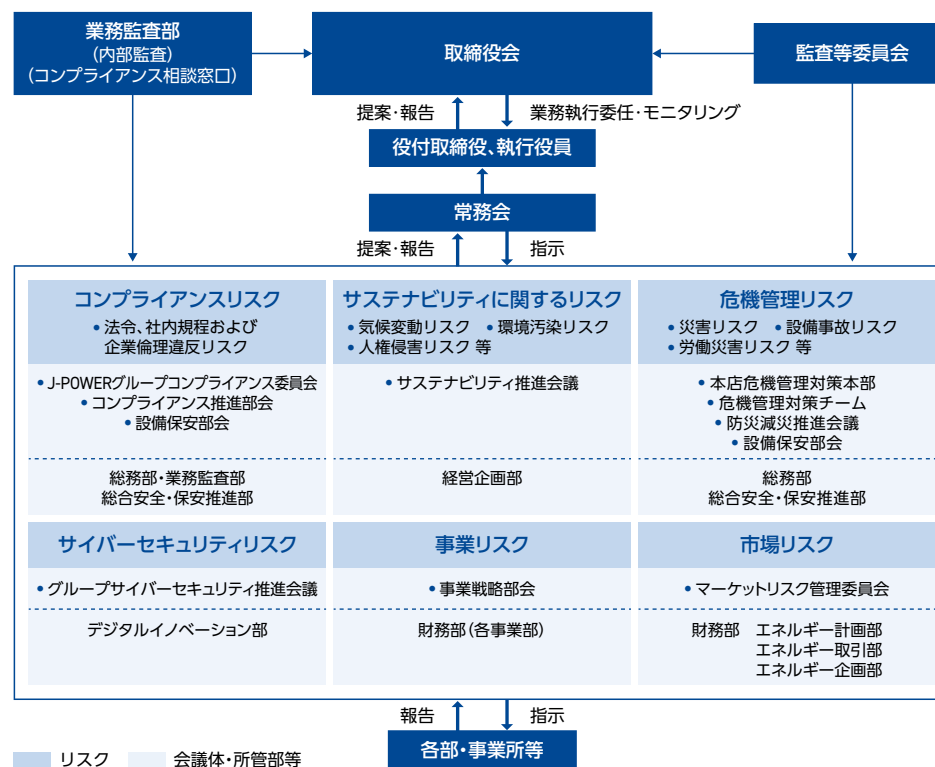 業務監査部
(内部監査)
(コンプライアンス相談窓口)
取締役会
監査等委員会
提案・報告
業務執行委任・モニタリング
役付取締役、執行役員
常務会
提案・報告
指示
コンプライアンスリスク
• 法令、社内規程および
企業倫理違反リスク
• J-POWERグループコンプライアンス委員会
• コンプライアンス推進部会
• 設備保安部会
総務部・業務監査部
総合安全・保安推進部
サステナビリティに関するリスク
• 気候変動リスク • 環境汚染リスク
• 人権侵害リスク 等
• サステナビリティ推進会議
経営企画部
危機管理リスク
• 災害リスク • 設備事故リスク
• 労働災害リスク 等
• 本店危機管理対策本部
• 危機管理対策チーム
• 防災減災推進会議
• 設備保安部会
総務部
総合安全・保安推進部
サイバーセキュリティリスク
• グループサイバーセキュリティ推進会議
デジタルイノベーション部
事業リスク
• 事業戦略部会
財務部(各事業部)
市場リスク
• マーケットリスク管理委員会
財務部 エネルギー計画部
エネルギー取引部
エネルギー企画部
報告
指示
各部・事業所等
リスク
会議体・所管部等